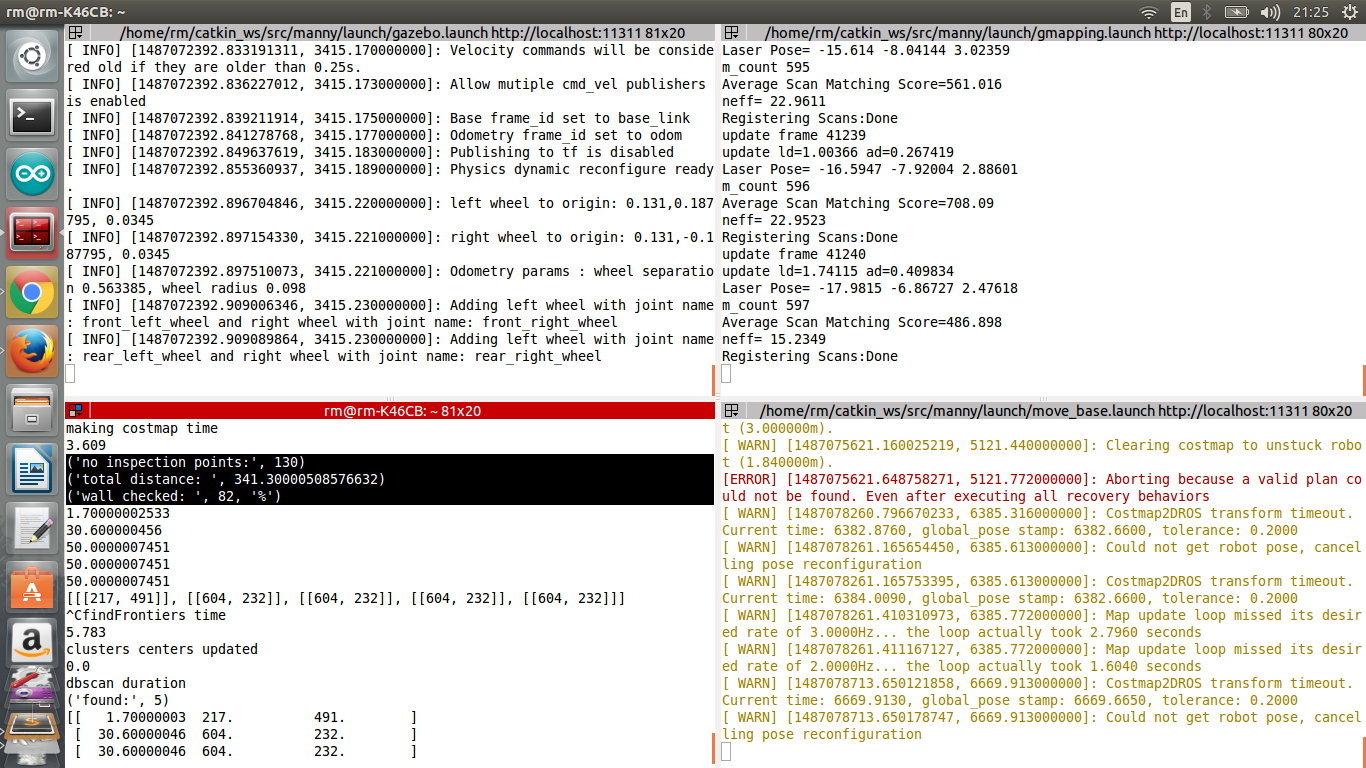 rm@rm-K46CB: ~
En
21:25
/home/rm/catkin_ws/src/manny/launch/gazebo.launch http://localhost:11311 81x20
[ INFO] [1487072392.833191311, 3415.170000000]: Velocity commands will be conside
red old if they are older than 0.25s.
[ INFO] [1487072392.836227012, 3415.173000000]: Allow mutiple cmd_vel publishers
is enabled
[ INFO] [1487072392.839211914, 3415.175000000]: Base frame_id set to base_link
[ INFO] [1487072392.841278768, 3415.177000000]: Odometry frame_id set to odom
[ INFO] [1487072392.849637619, 3415.183000000]: Publishing to tf is disabled
[ INFO] [1487072392.855360937, 3415.189000000]: Physics dynamic reconfigure ready
.
[ INFO] [1487072392.896704846, 3415.220000000]: left wheel to origin: 0.131,0.187
795, 0.0345
[ INFO] [1487072392.897154330, 3415.221000000]: right wheel to origin: 0.131,-0.1
87795, 0.0345
[ INFO] [1487072392.897510073, 3415.221000000]: Odometry params : wheel separatio
n 0.563385, wheel radius 0.098
[ INFO] [1487072392.909006346, 3415.230000000]: Adding left wheel with joint name
: front_left_wheel and right wheel with joint name: front_right_wheel
[ INFO] [1487072392.909089864, 3415.230000000]: Adding left wheel with joint name
: rear_left_wheel and right wheel with joint name: rear_right_wheel
/home/rm/catkin_ws/src/manny/launch/gmapping.launch http://localhost:11311 80x20
Laser Pose= -15.614 -8.04144 3.02359
m_count 595
Average Scan Matching Score=561.016
neff= 22.9611
Registering Scans:Done
update frame 41239
update ld=1.00366 ad=0.267419
Laser Pose= -16.5947 -7.92004 2.88601
m_count 596
Average Scan Matching Score=708.09
neff= 22.9523
Registering Scans:Done
update frame 41240
update ld=1.74115 ad=0.409834
Laser Pose= -17.9815 -6.86727 2.47618
m_count 597
Average Scan Matching Score=486.898
neff= 15.2349
Registering Scans:Done
rm@rm-K46CB: ~ 81x20
making costmap time
3.609
('no inspection points:', 130)
('total distance: ', 341.30000508576632)
('wall checked: ', 82, '%')
1.70000002533
30.600000456
50.0000007451
50.0000007451
50.0000007451
[[[217, 491]], [[604, 232]], [[604, 232]], [[604, 232]], [[604, 232]]]
^CfindFrontiers time
5.783
clusters centers updated
0.0
dbscan duration
('found:', 5)
[[   1.70000003  217.          491.        ]
 [  30.60000046  604.          232.        ]
 [  30.60000046  604.          232.        ]
/home/rm/catkin_ws/src/manny/launch/move_base.launch http://localhost:11311 80x20
t (3.000000m).
[ WARN] [1487075621.160025219, 5121.440000000]: Clearing costmap to unstuck robo
t (1.840000m).
[ERROR] [1487075621.648758271, 5121.772000000]: Aborting because a valid plan co
uld not be found. Even after executing all recovery behaviors
[ WARN] [1487078260.796670233, 6385.316000000]: Costmap2DROS transform timeout.
Current time: 6382.8760, global_pose stamp: 6382.6600, tolerance: 0.2000
[ WARN] [1487078261.165654450, 6385.613000000]: Could not get robot pose, cancel
ling pose reconfiguration
[ WARN] [1487078261.165753395, 6385.613000000]: Costmap2DROS transform timeout.
Current time: 6384.0090, global_pose stamp: 6382.6600, tolerance: 0.2000
[ WARN] [1487078261.410310973, 6385.772000000]: Map update loop missed its desir
ed rate of 3.0000Hz... the loop actually took 2.7960 seconds
[ WARN] [1487078261.411167127, 6385.772000000]: Map update loop missed its desir
ed rate of 2.0000Hz... the loop actually took 1.6040 seconds
[ WARN] [1487078713.650121858, 6669.913000000]: Costmap2DROS transform timeout.
Current time: 6669.9130, global_pose stamp: 6669.6650, tolerance: 0.2000
[ WARN] [1487078713.650178747, 6669.913000000]: Could not get robot pose, cancel
ling pose reconfiguration